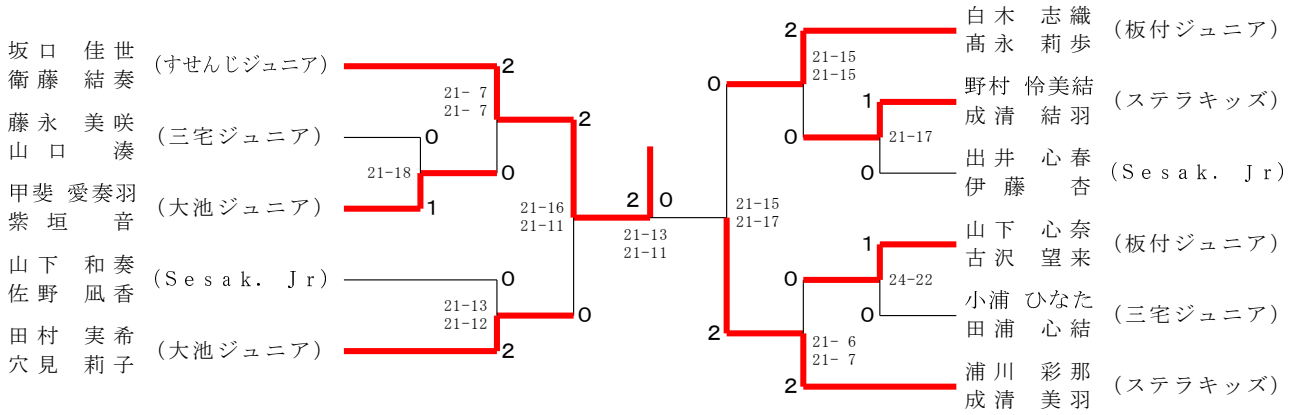 坂口 佳世
衛藤 結奏
(すせんじジュニア)
2
21- 7
21- 7
藤永 美咲
山口 湊
(三宅ジュニア)
0
21-18
0
甲斐 愛奏羽
紫垣 音
(大池ジュニア)
1
2
21-16
21-11
山下 和奏
佐野 凪香
(Sesak. Jr)
0
21-13
21-12
0
田村 実希
穴見 莉子
(大池ジュニア)
2
2 0
21-13
21-11
白木 志織
髙永 莉歩
(板付ジュニア)
2
21-15
21-15
0
野村 怜美結
成清 結羽
(ステラキッズ)
1
21-17
0
出井 心春
伊藤 杏
(Sesak. Jr)
0
21-15
21-17
山下 心奈
古沢 望来
(板付ジュニア)
1
24-22
0
小浦 ひなた
田浦 心結
(三宅ジュニア)
0
2
21- 6
21- 7
浦川 彩那
成清 美羽
(ステラキッズ)
2